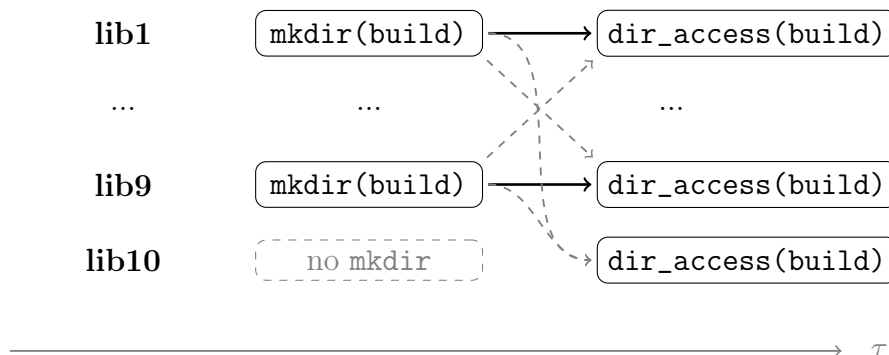 lib1 mkdir(build) dir_access(build)
... ... ...
lib9 mkdir(build) dir_access(build)
lib10 no mkdir dir_access(build)
τ